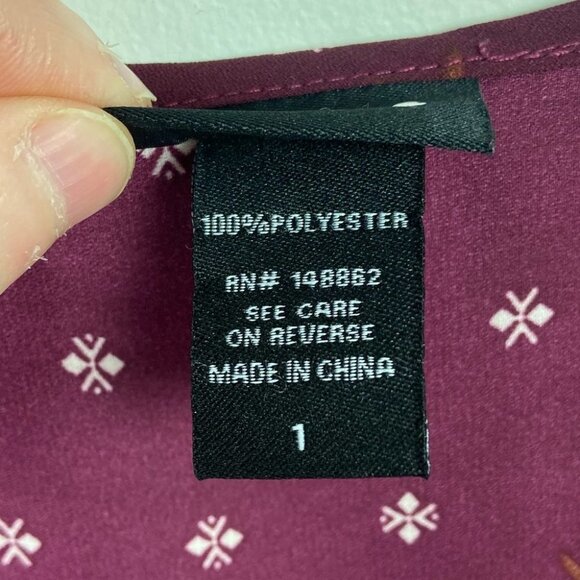 100%POLYESTER
RN# 148862
SEE CARE
ON REVERSE
MADE IN CHINA
1